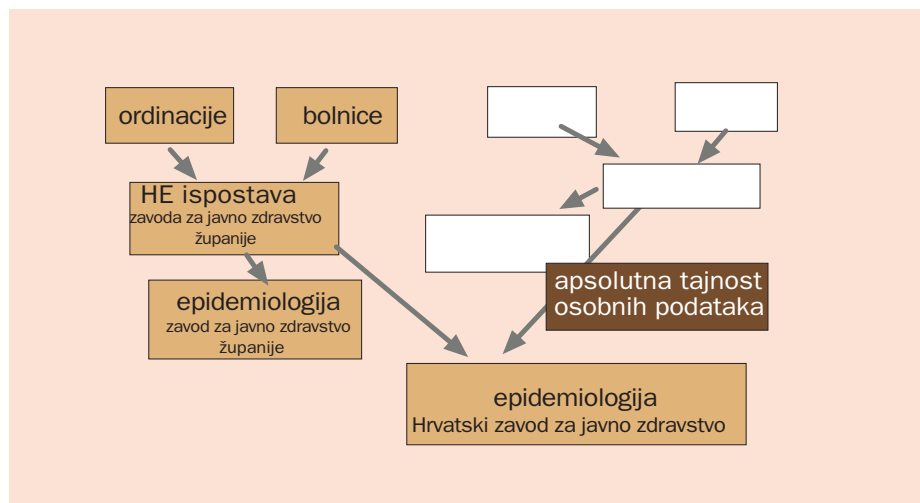 ordinacije
bolnice
HE ispostava
zavoda za javno zdravstvo
županije
epidemiologija
zavod za javno zdravstvo
županije
apsolutna tajnost
osobnih podataka
epidemiologija
Hrvatski zavod za javno zdravstvo